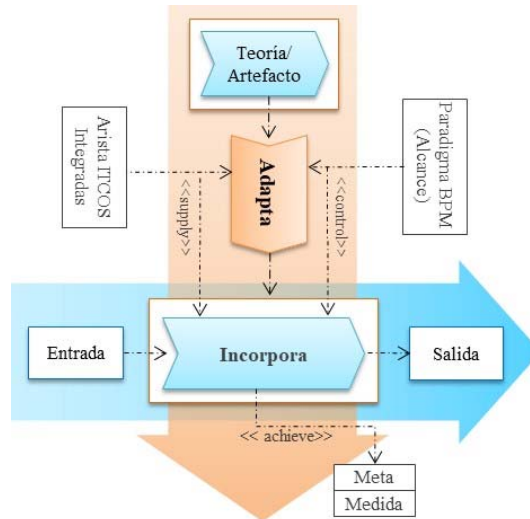 Teoría/
Artefacto
Arista ITCOS
Integradas
Adapta
Paradigma BPM
(Alcance)
<<supply>>
<<control>>
Entrada
Incorpora
Salida
<< achieve>>
Meta
Medida